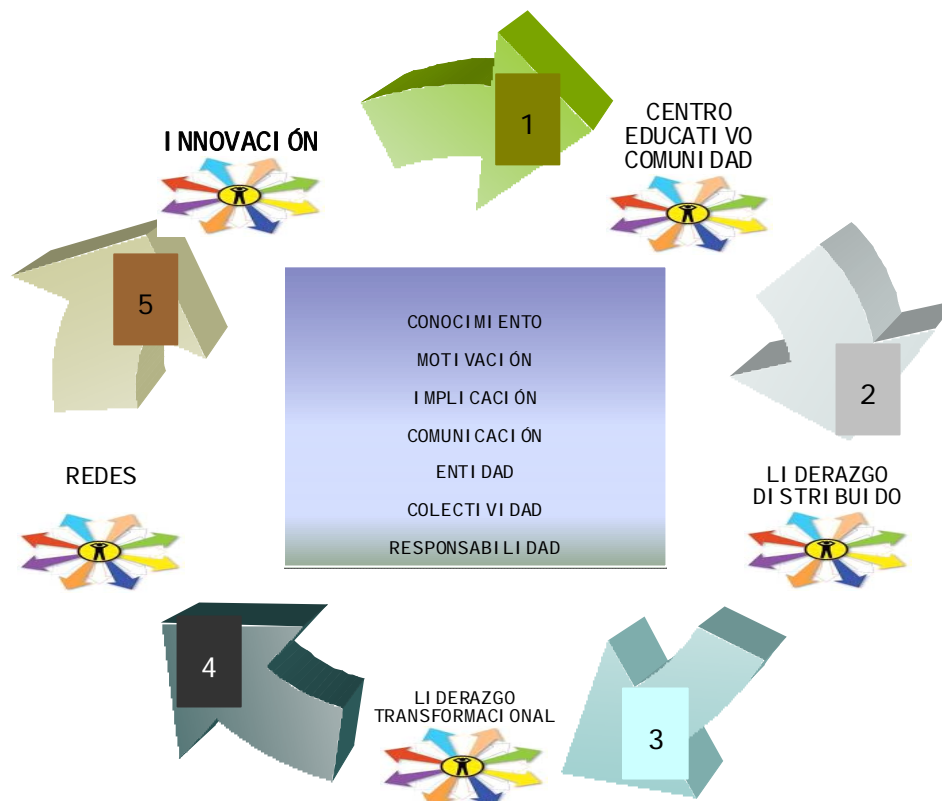 1
CENTRO
EDUCATIVO
COMUNIDAD
INNOVACIÓN
5
2
CONOCIMIENTO
MOTIVACIÓN
IMPLICACIÓN
COMUNICACIÓN
ENTIDAD
COLECTIVIDAD
RESPONSABILIDAD
REDES
LIDERAZGO
DISTRIBUIDO
4
LIDERAZGO
TRANSFORMACIONAL
3